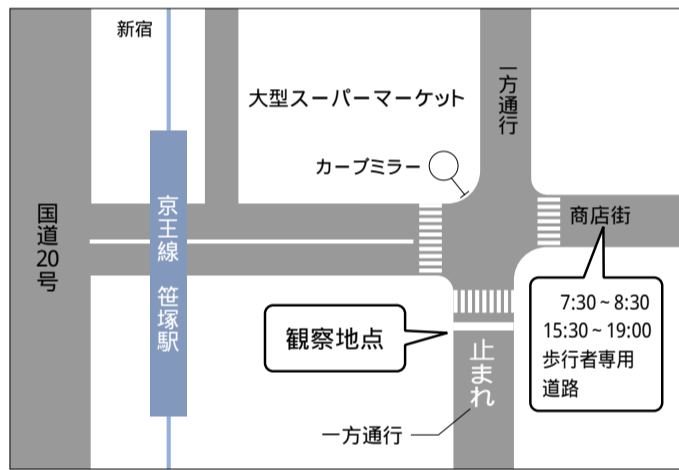 新宿
大型スーパーマーケット
一方通行
カーブミラー
国道20号
京王線 笹塚駅
商店街
7:30~8:30
15:30~19:00
歩行者専用
道路
観察地点
止まれ
一方通行